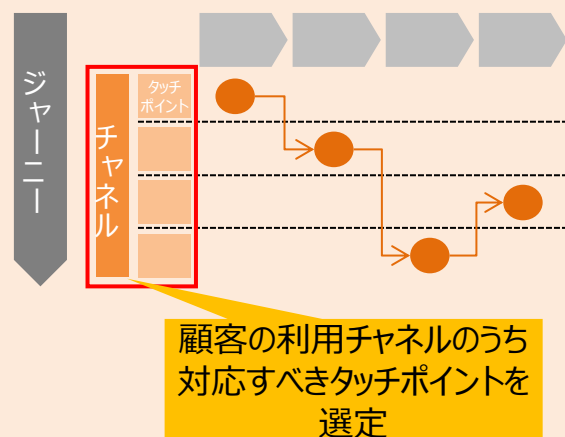 ジャーニー
チャネル
タッチ
ポイント
顧客の利用チャネルのうち
対応すべきタッチポイントを
選定